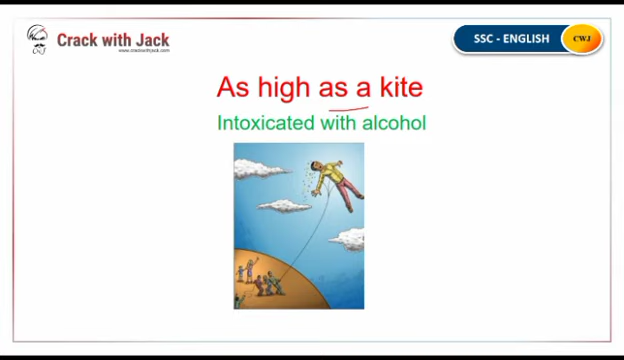 Crack with Jack
www.crackwithjack.com
SSC - ENGLISH
CWJ
As high as a kite
Intoxicated with alcohol